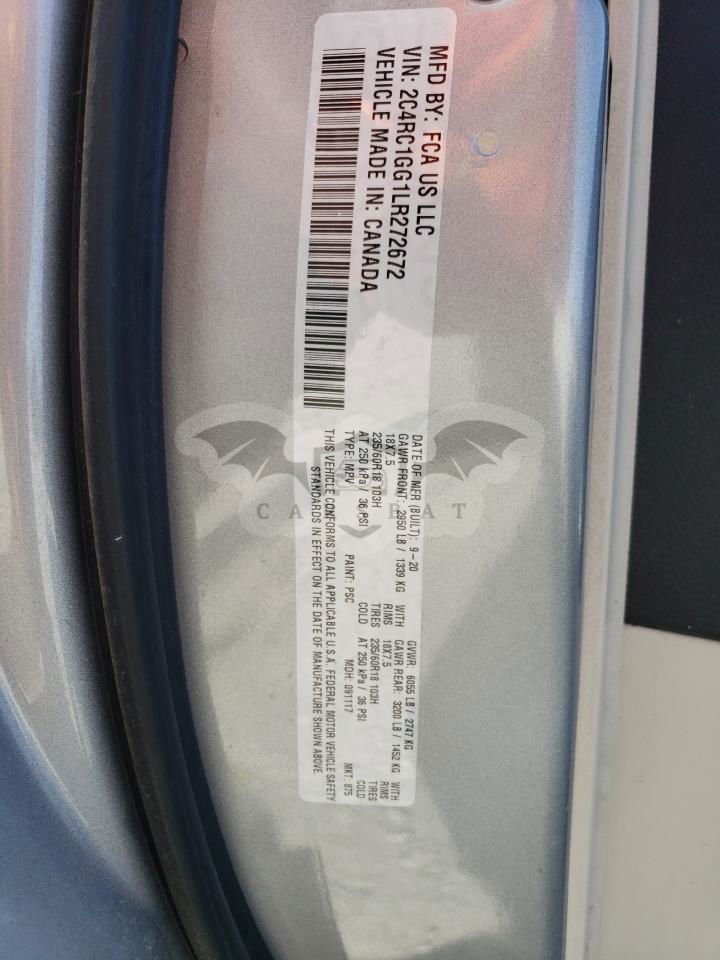 MFD BY: FCA US LLC
VIN: 2C4RC1GG1LR272672
VEHICLE MADE IN: CANADA
DATE OF MFR (BUILT): 9-20 GVWR: 6055 LB / 2747 KG
GAWR FRONT: 2950 LB / 1339 KG WITH GAWR REAR: 3200 LB / 1452 KG WITH
18X7.5 RIMS 18X7.5 RIMS
235/60R18 103H TIRES 235/60R18 103H TIRES
AT 250 kPa / 36 PSI COLD AT 250 kPa / 36 PSI COLD
TYPE: MPV PAINT: PSC MDH: 091117 MKT: 875
THIS VEHICLE CONFORMS TO ALL APPLICABLE U.S.A. FEDERAL MOTOR VEHICLE SAFETY
STANDARDS IN EFFECT ON THE DATE OF MANUFACTURE SHOWN ABOVE.